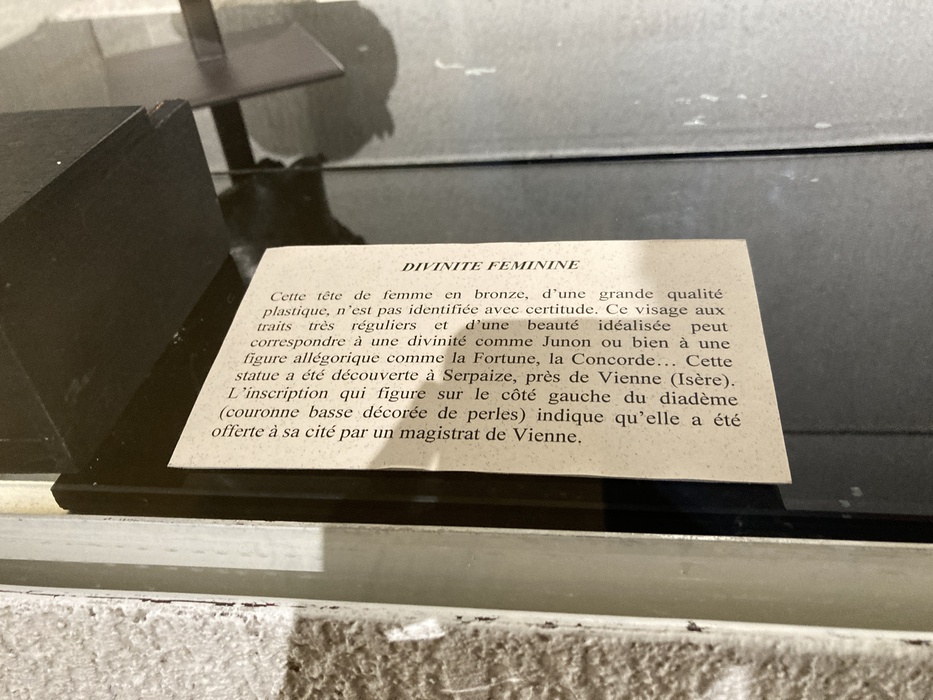 DIVINITE FEMININE
Cette tête de femme en bronze, d'une grande qualité
plastique, n'est pas identifiée avec certitude. Ce visage aux
traits très réguliers et d'une beauté idéalisée peut
correspondre à une divinité comme Junon ou bien à une
figure allégorique comme la Fortune, la Concorde... Cette
statue a été découverte à Serpaize, près de Vienne (Isère).
L'inscription qui figure sur le côté gauche du diadème
(couronne basse décorée de perles) indique qu'elle a été
offerte à sa cité par un magistrat de Vienne.